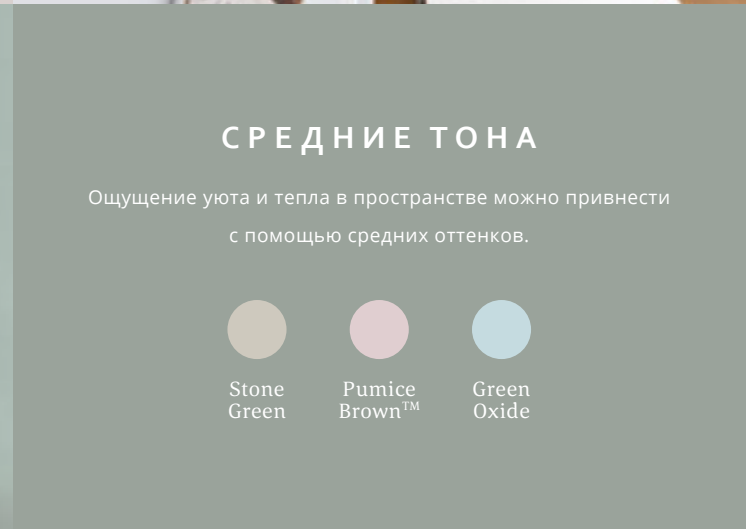 СРЕДНИЕ ТОНА
Ощущение уюта и тепла в пространстве можно привнести
с помощью средних оттенков.
Stone
Green
Pumice
Brown™
Green
Oxide